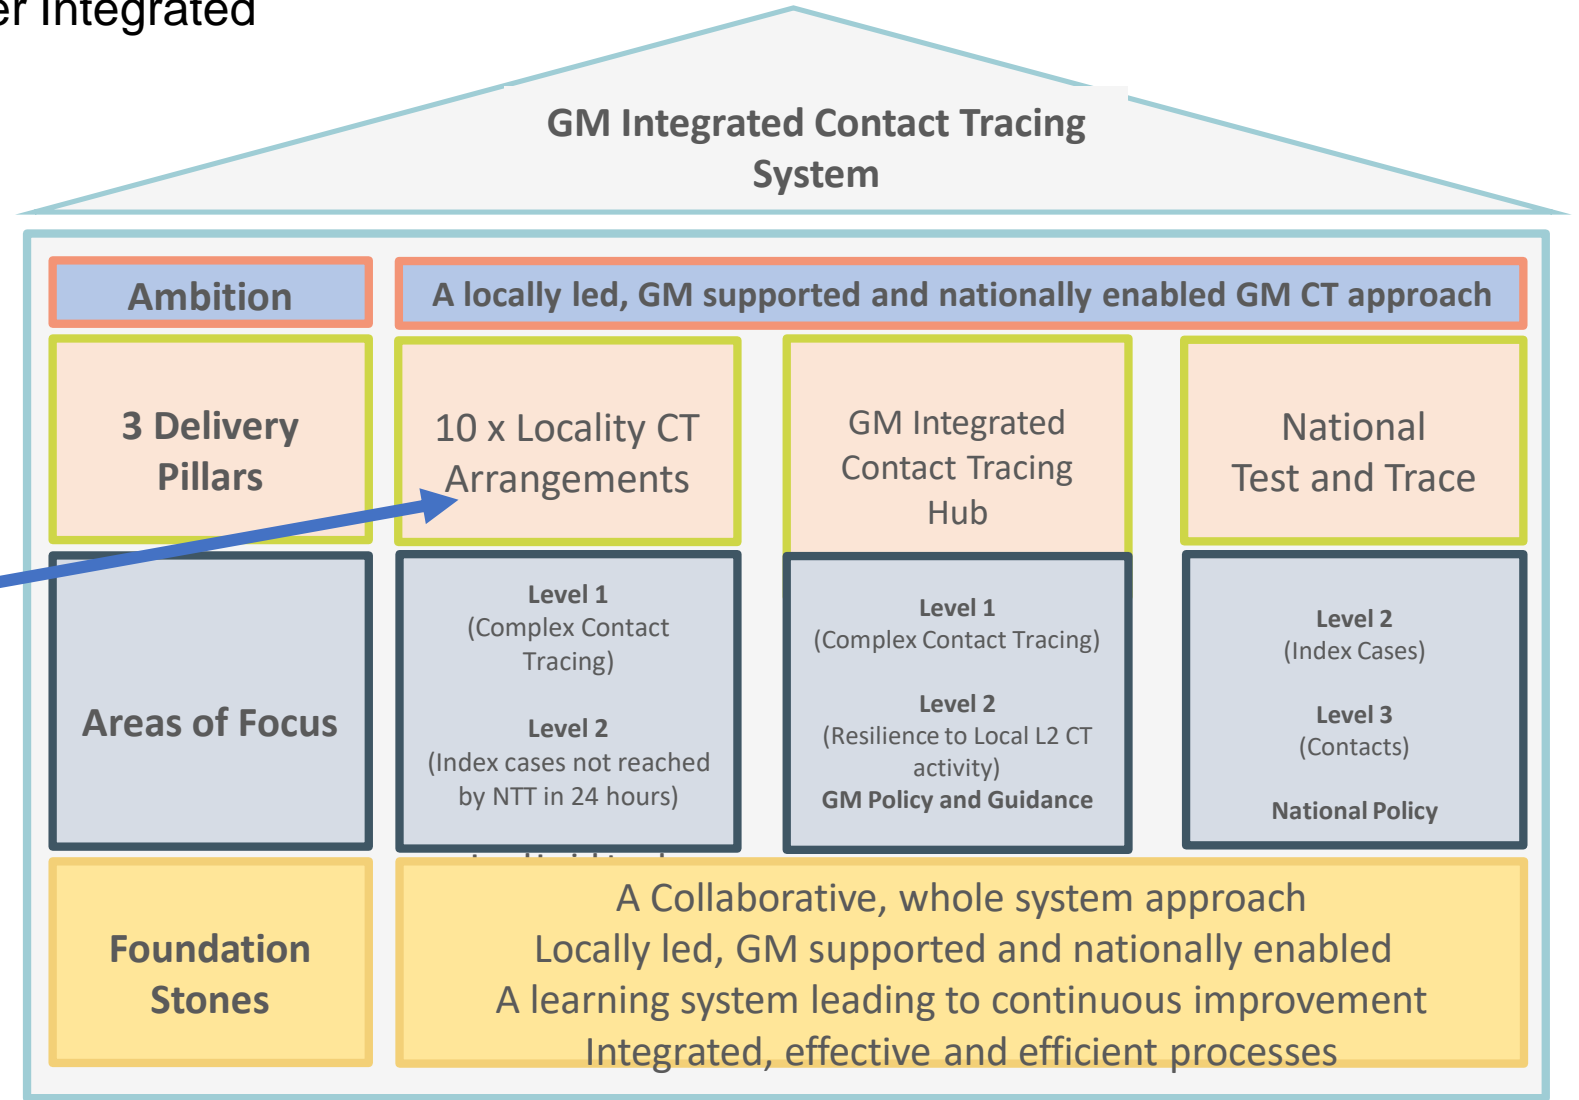 er Integrated
GM Integrated Contact Tracing
System
Ambition
A locally led, GM supported and nationally enabled GM CT approach
3 Delivery
Pillars
10 x Locality CT
Arrangements
GM Integrated
Contact Tracing
Hub
National
Test and Trace
Areas of Focus
Level 1
(Complex Contact
Tracing)
Level 2
(Index cases not reached
by NTT in 24 hours)
Level 1
(Complex Contact Tracing)
Level 2
(Resilience to Local L2 CT
activity)
GM Policy and Guidance
Level 2
(Index Cases)
Level 3
(Contacts)
National Policy
Foundation
Stones
A Collaborative, whole system approach
Locally led, GM supported and nationally enabled
A learning system leading to continuous improvement
Integrated, effective and efficient processes